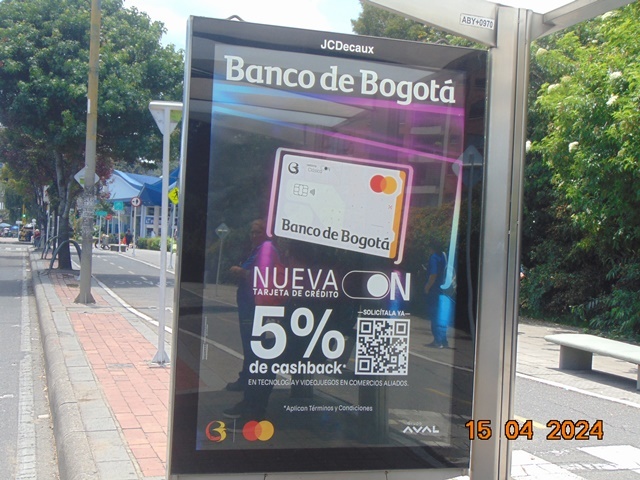 ABY+0970
JCDecaux
Banco de Bogotá
Banco de Bogotá
NUEVA ON
TARJETA DE CRÉDITO
5%
de cashback*
SOLICÍTALA YA
EN TECNOLOGÍA Y VIDEOJUEGOS EN COMERCIOS ALIADOS.
*Aplican Términos y Condiciones
AVAL
15 04 2024